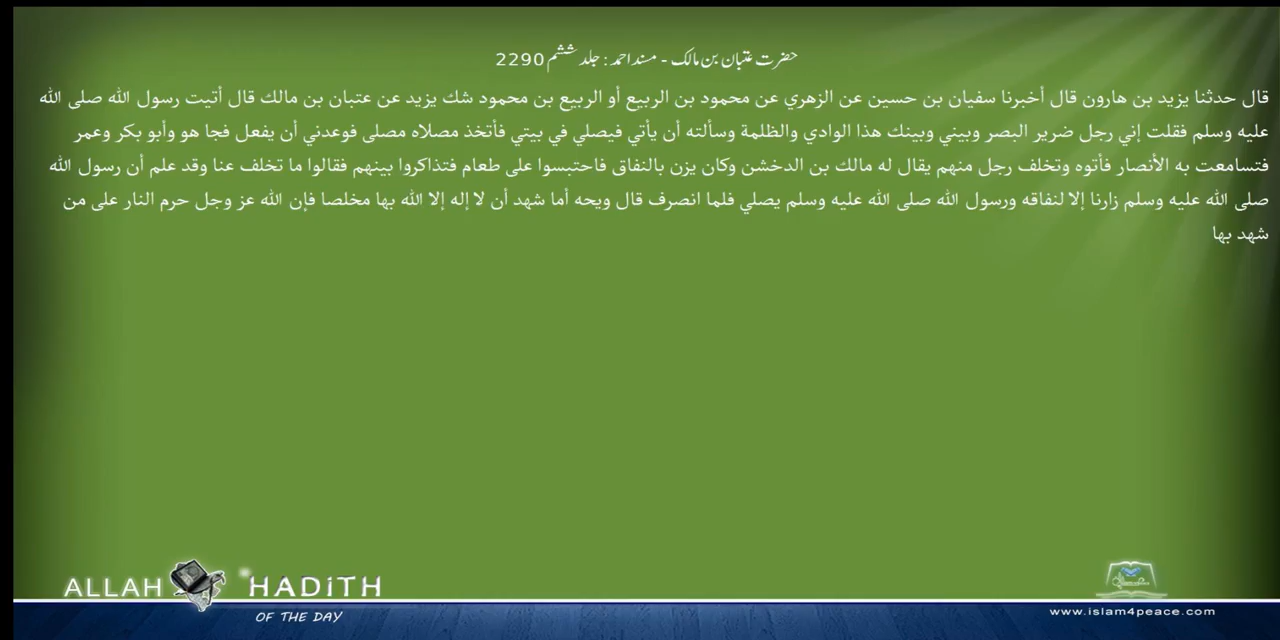 حضرت عتبان بن مالک - مسند احمد : جلد ششم 2290
قال حدثنا يزيد بن هارون قال أخبرنا سفيان بن حسين عن الزهري عن محمود بن الربيع أو الربيع بن محمود شك يزيد عن عتبان بن مالك قال أتيت رسول الله صلى الله
عليه وسلم فقلت إني رجل ضرير البصر وبيني وبينك هذا الوادي والظلمة وسألته أن يأتي فيصلي في بيتي فأتخذ مصلاه مصلى فوعدني أن يفعل فجا هو وأبو بكر وعمر
فتسامعت به الأنصار فأتوه وتخلف رجل منهم يقال له مالك بن الدخشن وكان يزن بالنفاق فاحتبسوا على طعام فتذاكروا بينهم فقالوا ما تخلف عنا وقد علم أن رسول الله
صلى الله عليه وسلم زارنا إلا لنفاقه ورسول الله صلى الله عليه وسلم يصلي فلما انصرف قال ويحه أما شهد أن لا إله إلا الله بها مخلصا فإن الله عز وجل حرم النار على من
شهد بها
ALLAH HADITH
OF THE DAY
www.islam4peace.com